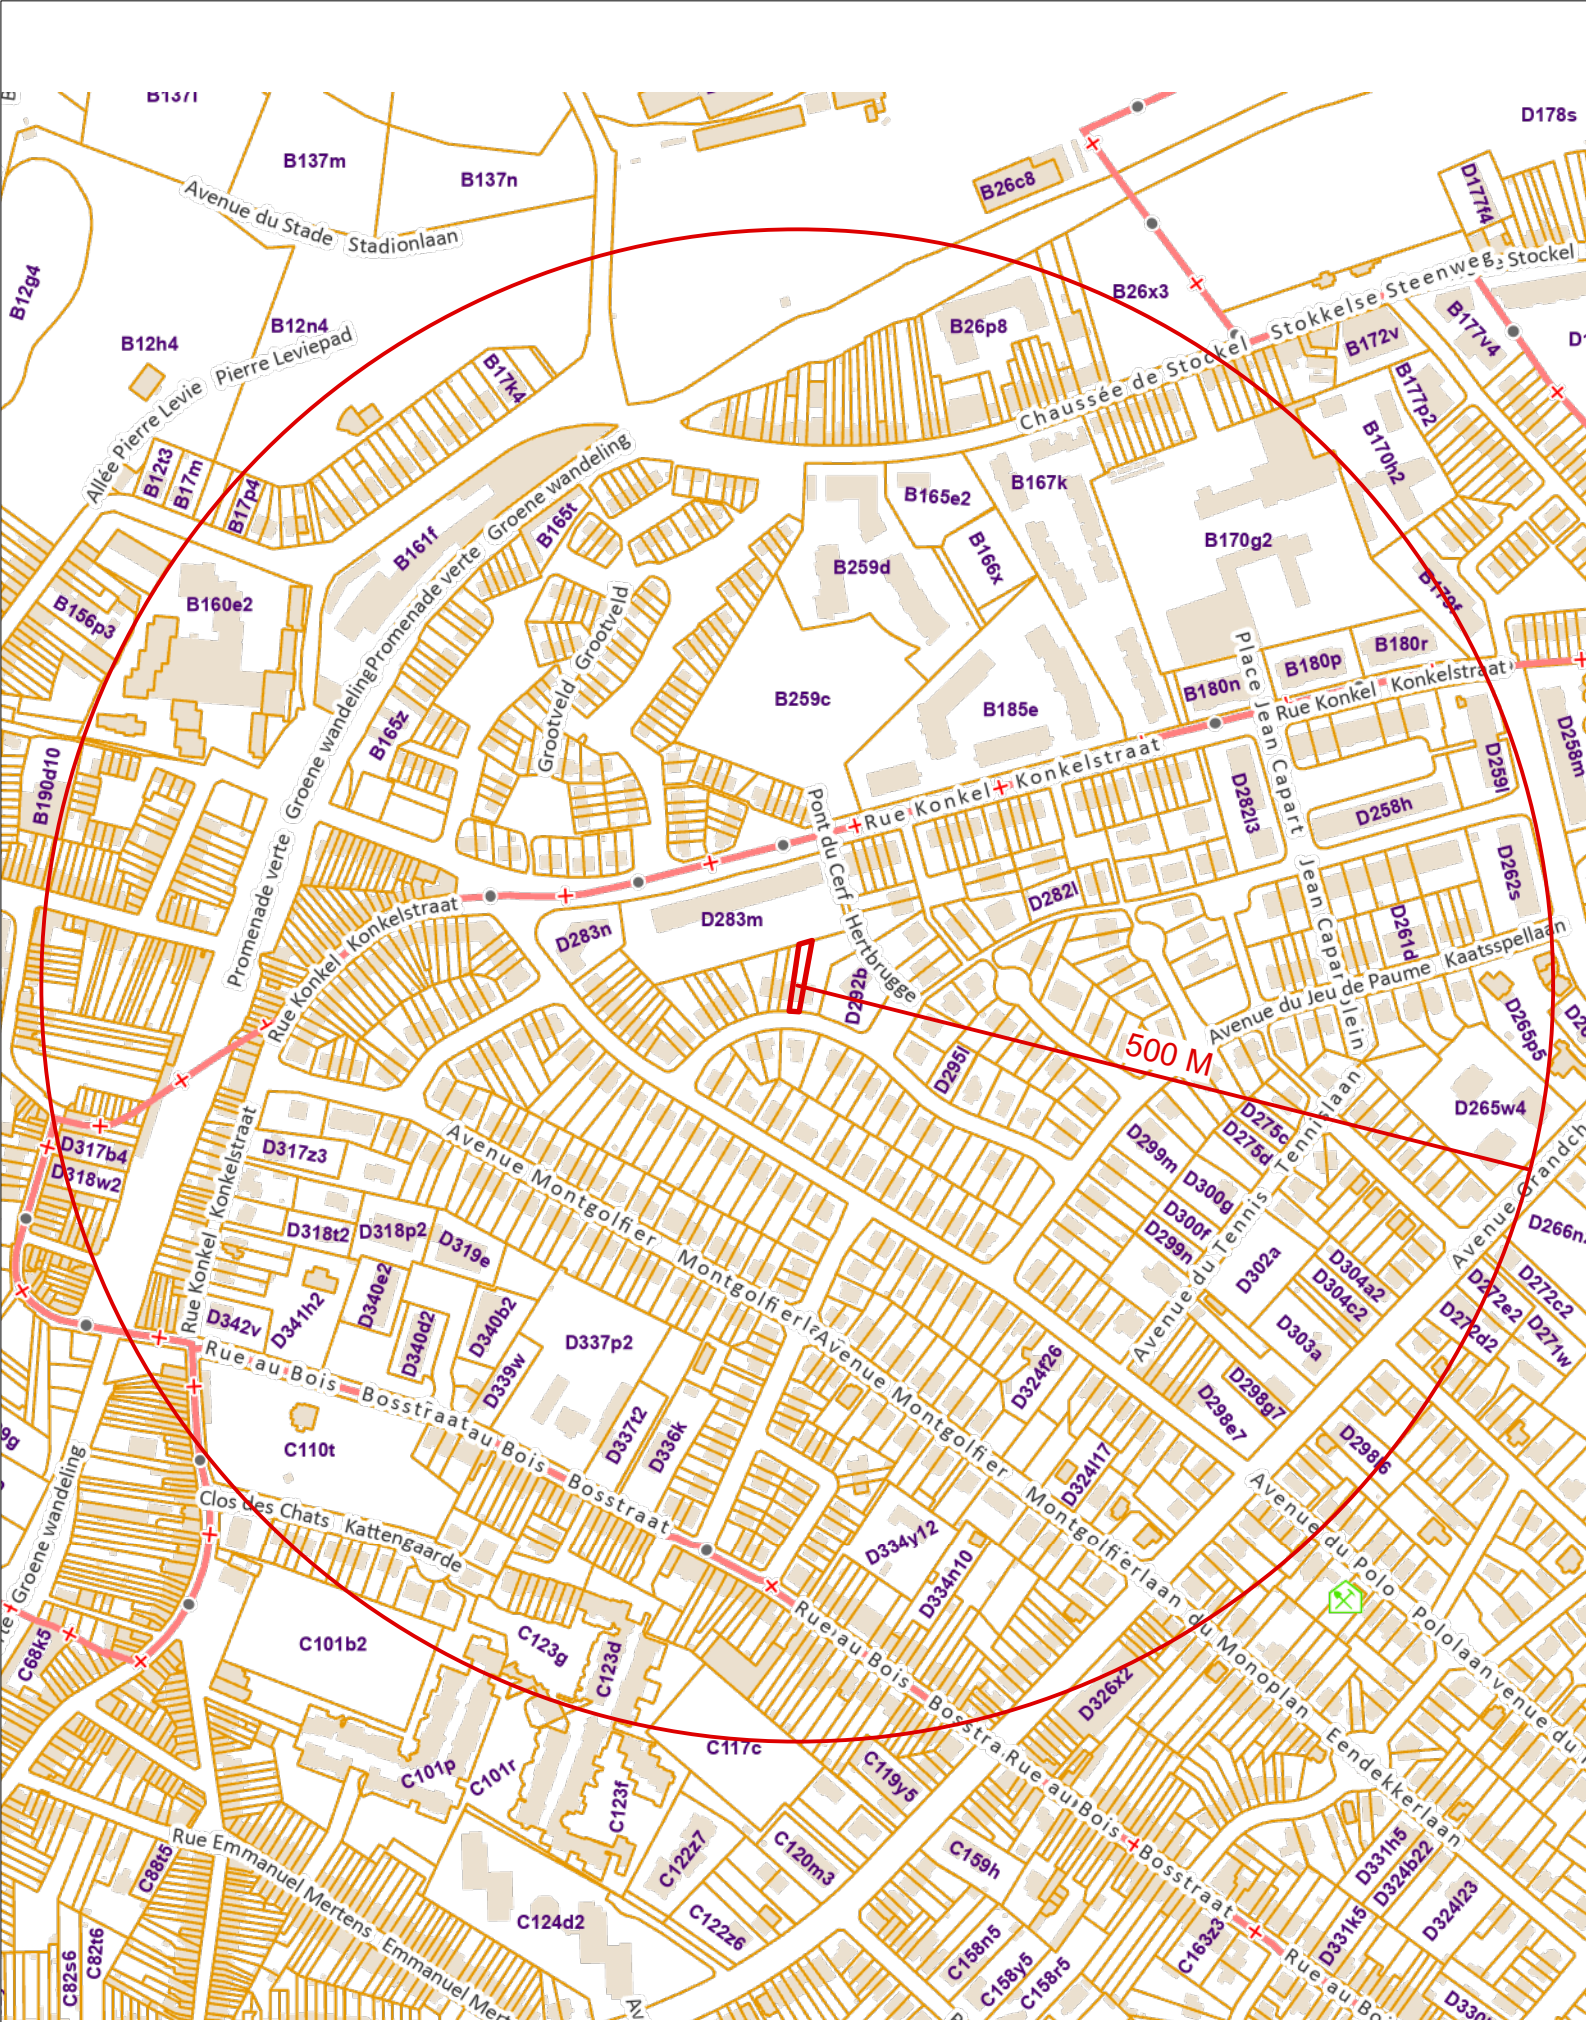 B137l
D178s
B137m
B137n
B26c8
D177f4
Avenue du Stade Stadionlaan
Stockel
B12g4
B26x3
Stokkelse Steenweg
B12n4
B26p8
B177v4
B12h4
B172v
Pierre Leviepad
B17k4
Chaussée de Stockel
B177p2
Allée Pierre Levie
B12t3
B17m
B17p4
B170h2
B167k
B165e2
B165t
B161f
Groene wandeling
B170g2
B166x
B259d
B179f
B160e2
B156p3
Promenade verte
Grootveld
Grootveld
B180r
B180p
B180n
Konkelstraat
Rue Konkel
B259c
B185e
B165z
Groene wandeling
Place Jean Capart
D258m
D259l
B190d10
Rue Konkel Konkelstraat
D282l3
D258h
Pont du Cerf Hertbrugge
Promenade verte
D262s
D282l
Jean Capartplein
D283m
D261d
D283n
Rue Konkel Konkelstraat
Avenue du Jeu de Paume Kaatsspellaan
D292b
D265p5
500 M
D295l
D265w4
D275c
D275d
D317b4
D317z3
D318w2
D299m
D300g
D300f
D299n
Avenue Montgolfier Montgolfierlaan
Avenue du Tennis Tennislaan
D318t2
D318p2
D319e
D266n
D302a
D304a2
D304c2
D272c2
D272e2
D272d2
D271w
Rue Konkel Konkelstraat
D340e2
D341h2
D342v
D340d2
D340b2
D337p2
D303a
Rue au Bois Bosstraat
D339w
Avenue Montgolfier Montgolfierlaan
D324f26
D298g7
D298e7
D337t2
D336k
C110t
D298f6
D324l17
Groene wandeling
Clos des Chats Kattengaarde
au Bois Bosstraat
D334y12
D334n10
Avenue du Polo Pololaan
C101b2
C123g
C123d
C68k5
Rue au Bois Bosstraat
D326x2
du Monoplan Eendekkerlaan
C117c
C101p
C101r
C119y5
C123f
Rue au Bois Bosstraat
Rue Emmanuel Mertens
C88t5
C122z7
C120m3
C159h
D331h5
D324b22
D324l23
C124d2
C122z6
D331k5
C163z3
C158n5
C158y5
C158r5
C82s6
C82t6
Rue au Bois